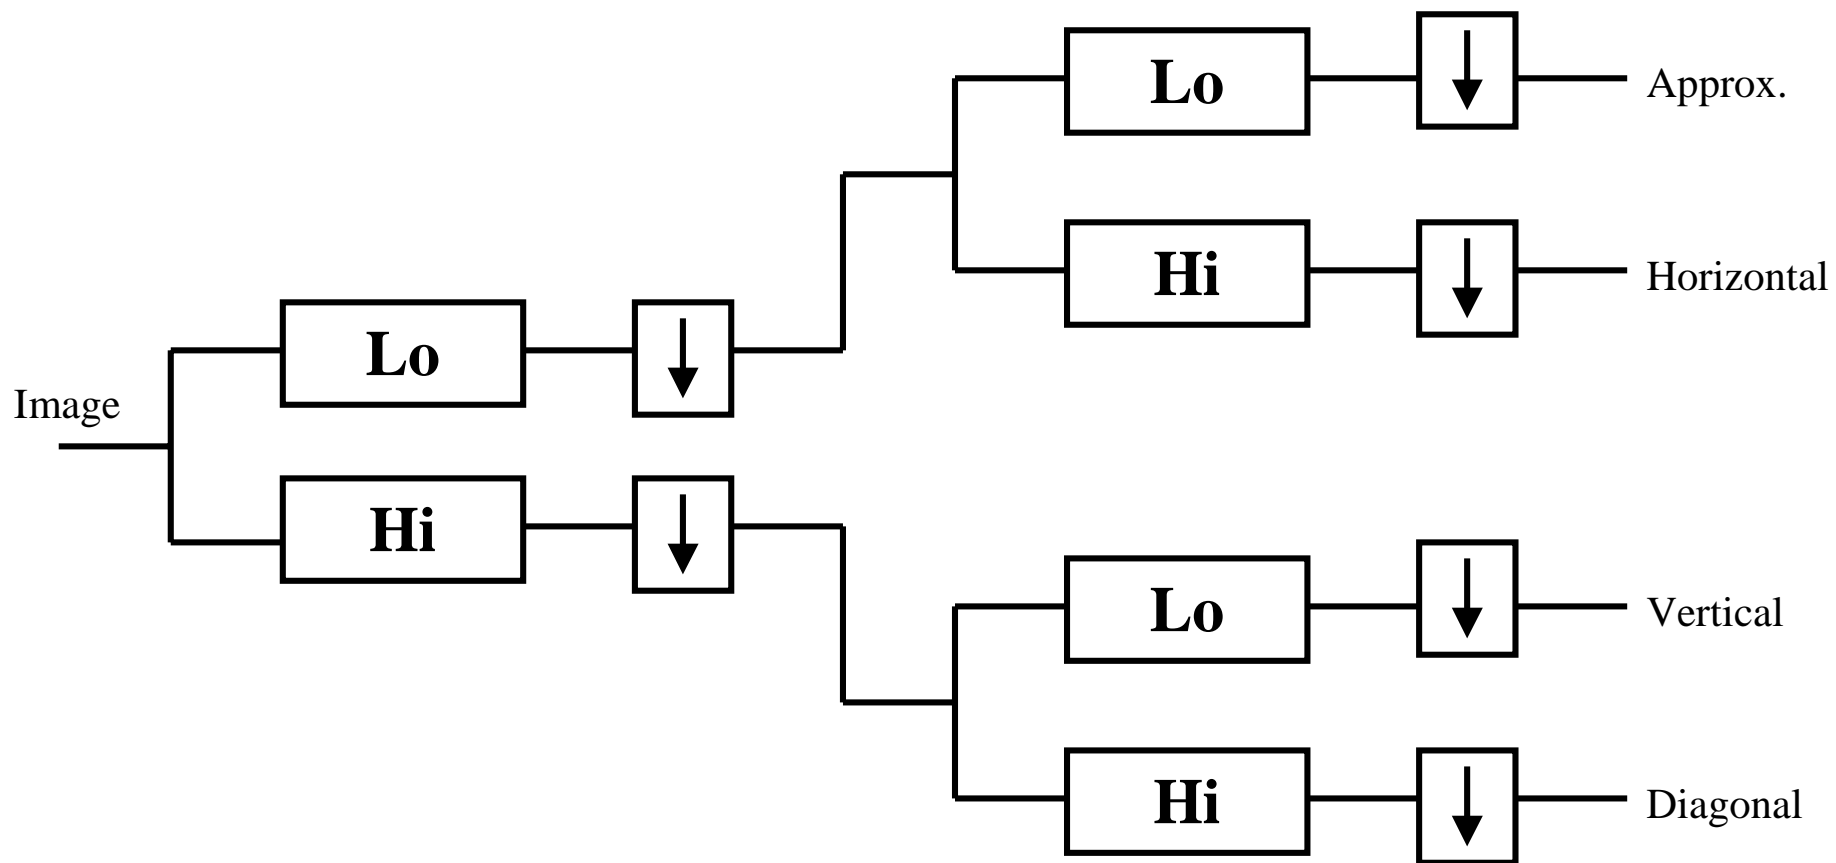 Lo
Approx.
Hi
Horizontal
Lo
Image
Hi
Lo
Vertical
Hi
Diagonal